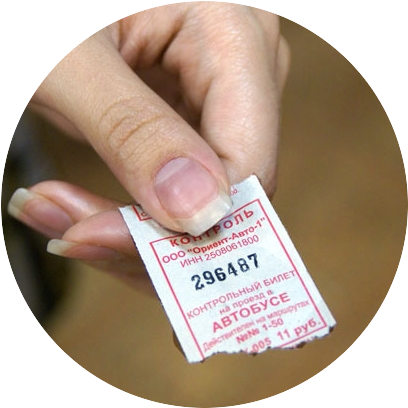 КОНТРОЛЬ
ООО "Ориент-Авто-1"
ИНН 2508061800
296487
КОНТРОЛЬНЫЙ БИЛЕТ
на проезд в
АВТОБУСЕ
Действителен на маршрутах
№№ 1-50
005 11 руб.